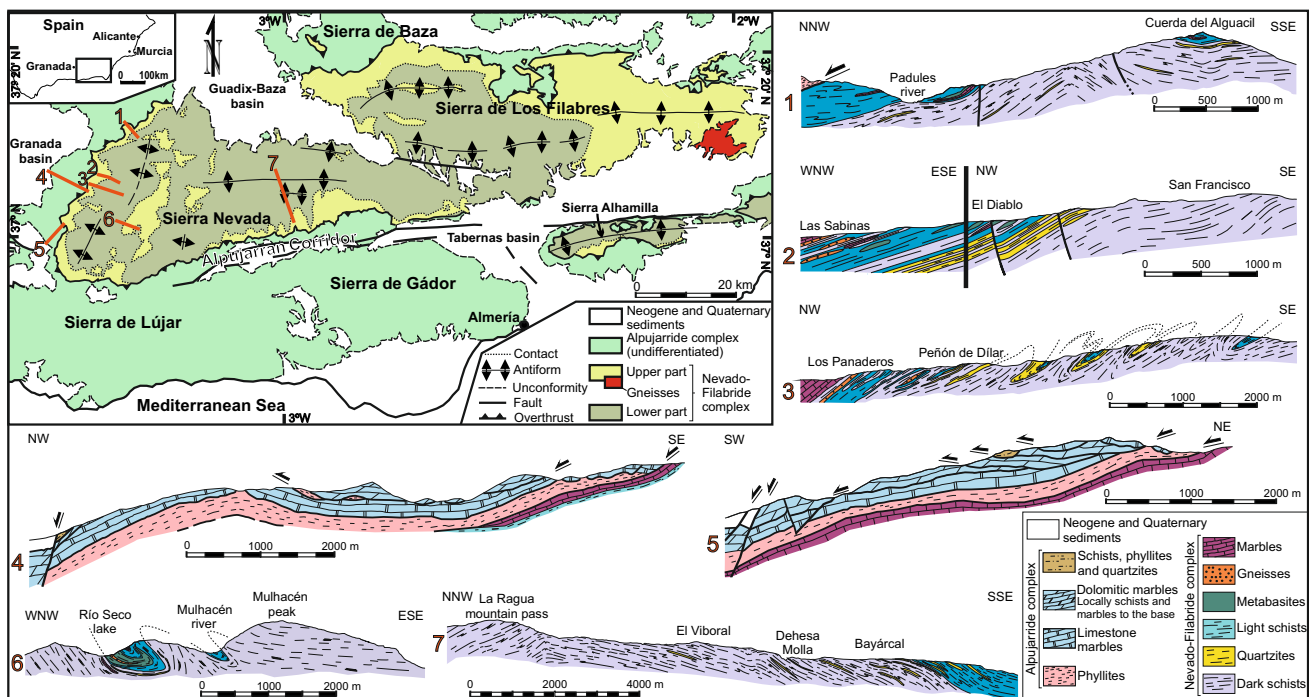 Spain
Alicante
Murcia
Granada
0 100km
3ºW
2ºW
37º 20' N
37º 20' N
37ºN
37ºN
3ºW
N
Sierra de Baza
Guadix-Baza
basin
Sierra de Los Filabres
Granada
basin
1
2
3
4
5
6
7
Sierra Nevada
Sierra Alhamilla
Tabernas basin
Alpujarran Corridor
Sierra de Gádor
Sierra de Lújar
Almería
Mediterranean Sea
0 20 km
Contact
Antiform
Unconformity
Fault
Overthrust
Neogene and Quaternary
sediments
Alpujarride complex
(undifferentiated)
Upper part
Gneisses
Lower part
Nevado-
Filabride
complex
NNW
Cuerda del Alguacil
SSE
Padules
river
1
0 500 1000 m
WNW
ESE
NW
SE
Las Sabinas
El Diablo
San Francisco
2
0 500 1000 m
NW
SE
Los Panaderos
Peñón de Dílar
3
0 1000 2000 m
NW
SE
4
0 1000 2000 m
SW
NE
5
0 1000 2000 m
WNW
Río Seco
lake
Mulhacén
river
Mulhacén
peak
ESE
6
0 1000 2000 m
NNW
La Ragua
mountain pass
SSE
7
El Viboral
Dehesa
Molla
Bayárcal
0 2000 4000 m
Neogene and Quaternary
sediments
Alpujarride complex
Schists, phyllites
and quartzites
Dolomitic marbles
Locally schists and
marbles to the base
Limestone
marbles
Phyllites
Nevado-Filabride complex
Marbles
Gneisses
Metabasites
Light schists
Quartzites
Dark schists